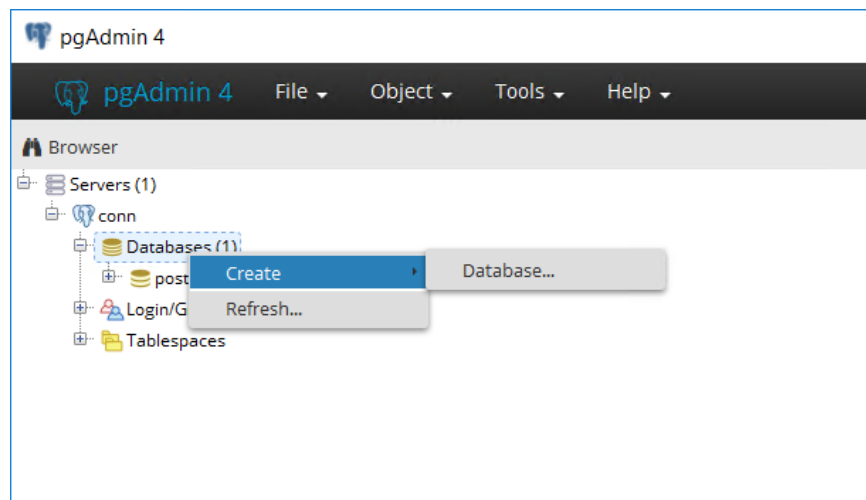 pgAdmin 4
pgAdmin 4 File Object Tools Help
Browser
Servers (1)
conn
Databases (1)
Create Database...
Refresh...
Tablespaces